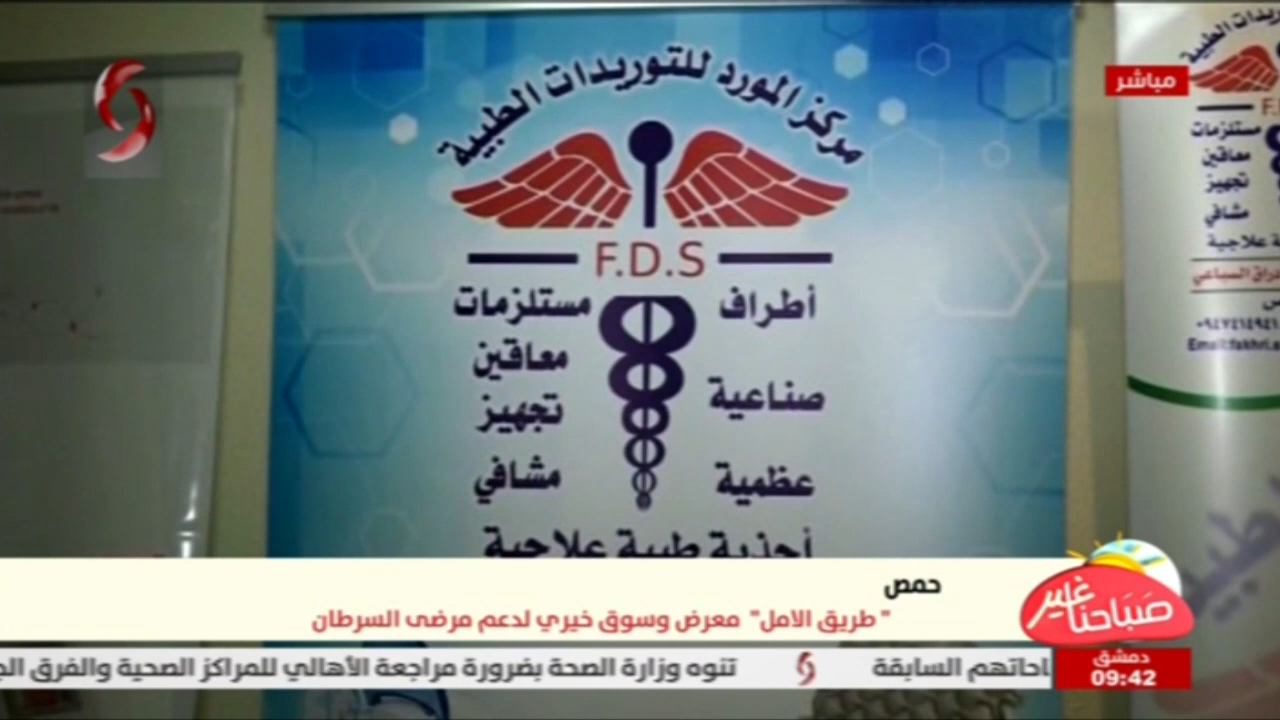 مباشر
مركز المورد للتوريدات الطبية
F.D.S
أطراف
صناعية
عظمية
مستلزمات
معاقين
تجهيز
مشافي
أحذية طبية علاجية
مستلزمات
معاقين
تجهيز
مشافي
علاجية
حمص
"طريق الامل" معرض وسوق خيري لدعم مرضى السرطان
صباحنا غير
دمشق
09:42
السابقة
تنوه وزارة الصحة بضرورة مراجعة الأهالي للمراكز الصحية والفرق